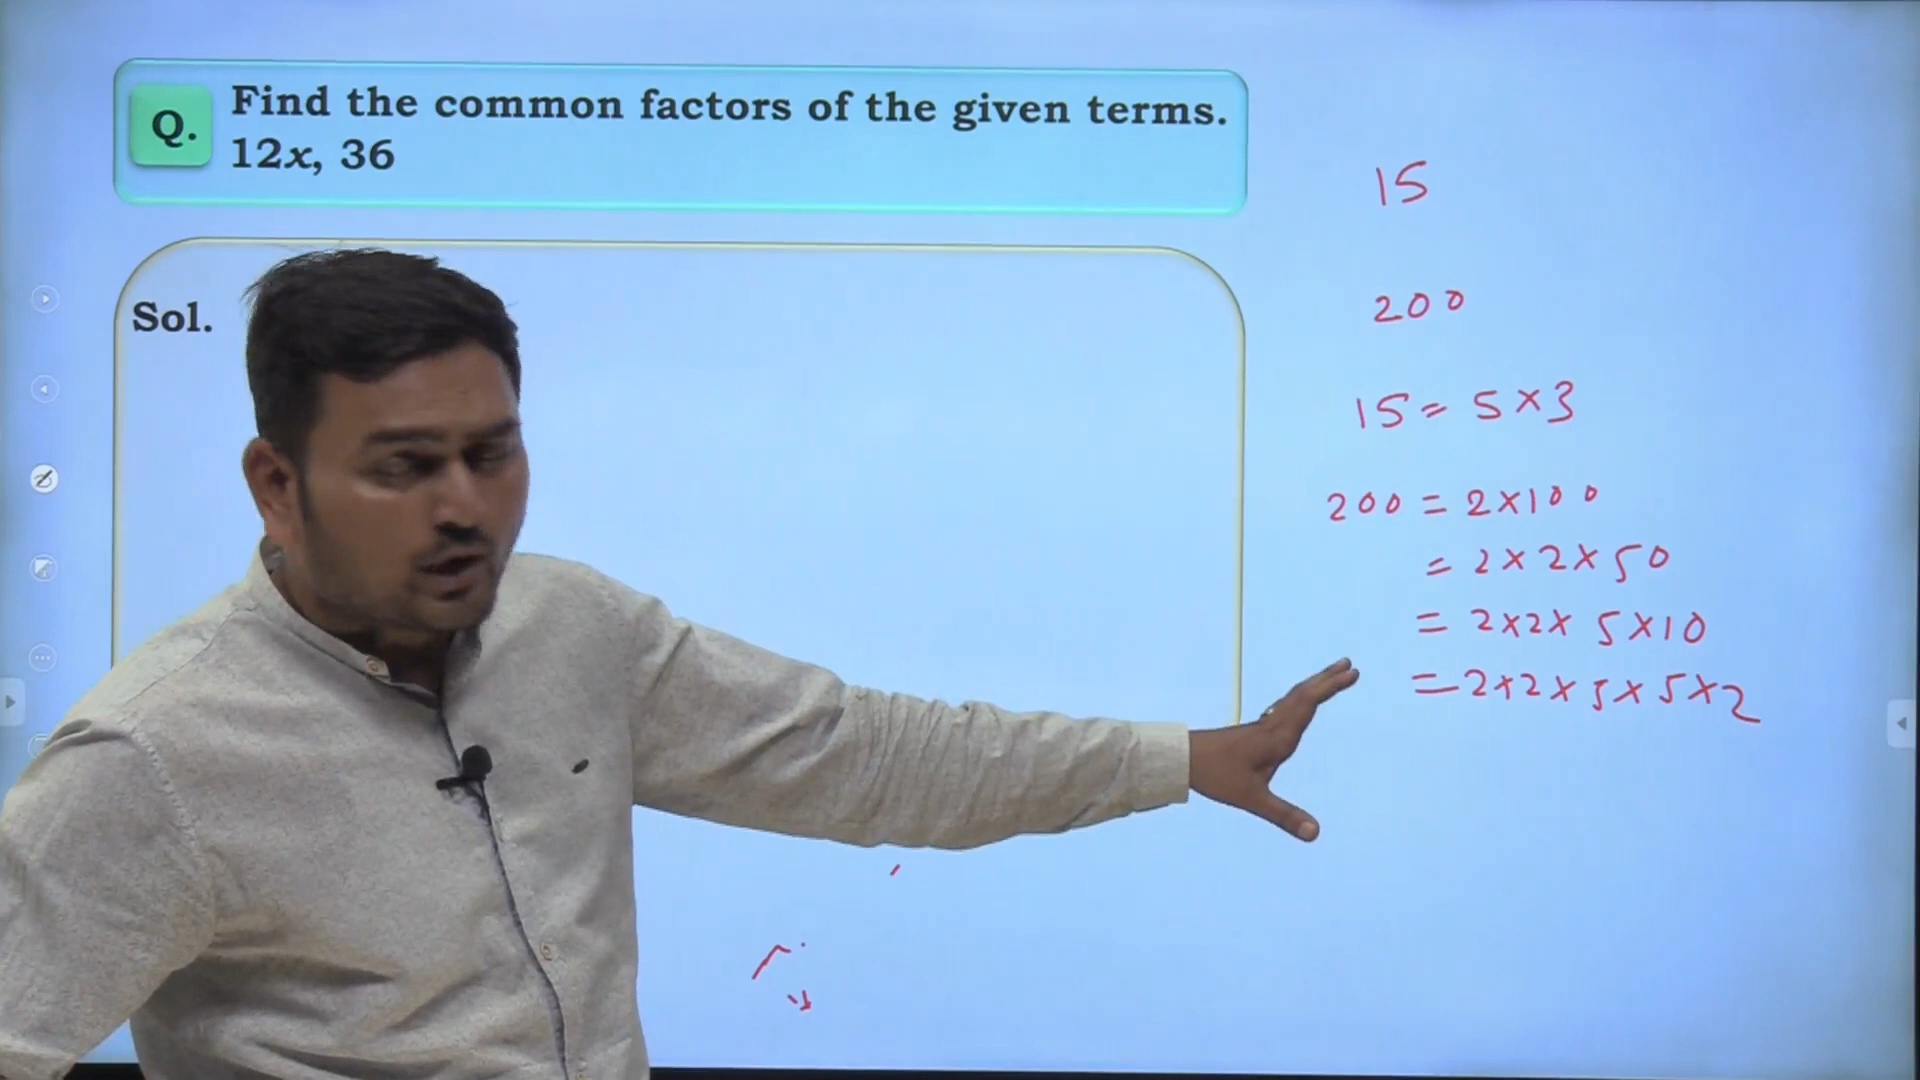 Q. Find the common factors of the given terms.
12x, 36
Sol.
15
200
15 = 5 × 3
200 = 2×100
= 2 × 2 × 50
= 2×2× 5×10
= 2×2×5×5×2